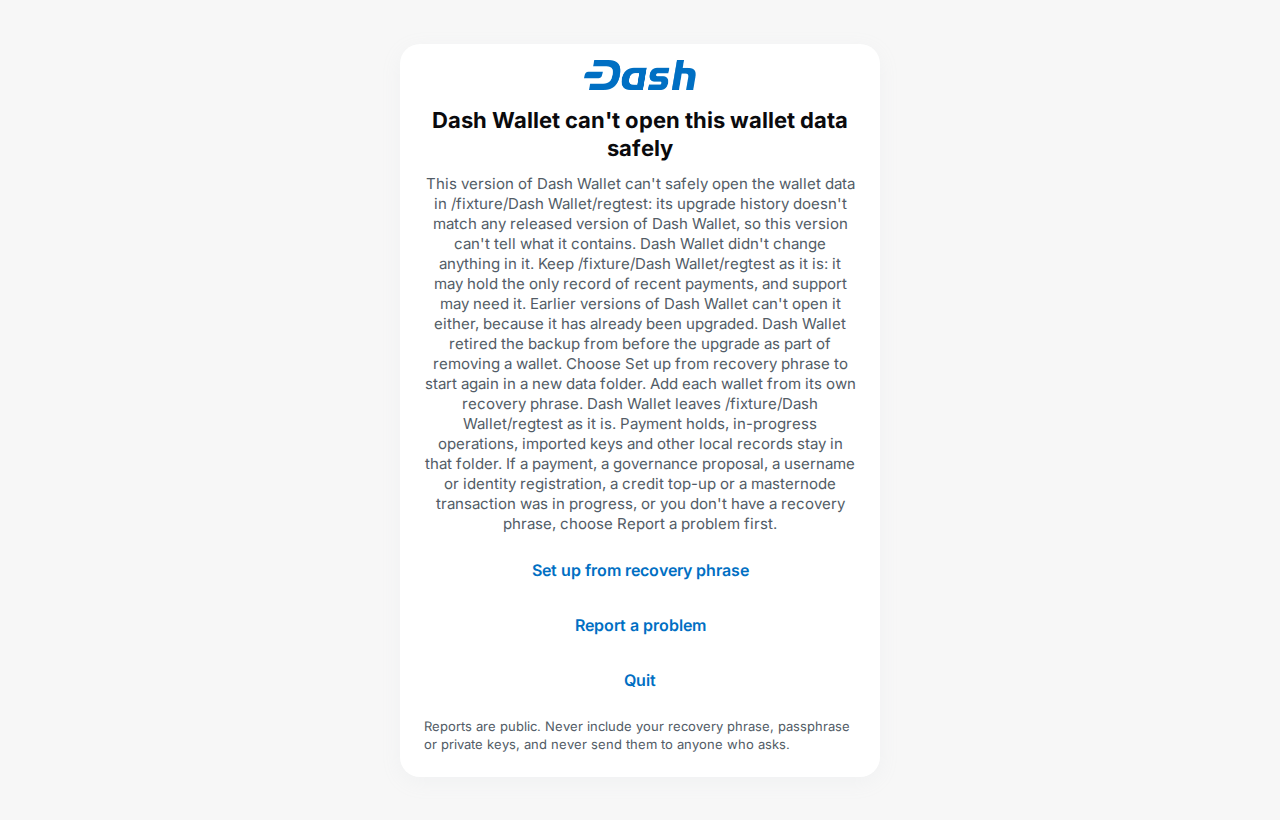 Dash
Dash Wallet can't open this wallet data
safely
This version of Dash Wallet can't safely open the wallet data
in /fixture/Dash Wallet/regtest: its upgrade history doesn't
match any released version of Dash Wallet, so this version
can't tell what it contains. Dash Wallet didn't change
anything in it. Keep /fixture/Dash Wallet/regtest as it is: it
may hold the only record of recent payments, and support
may need it. Earlier versions of Dash Wallet can't open it
either, because it has already been upgraded. Dash Wallet
retired the backup from before the upgrade as part of
removing a wallet. Choose Set up from recovery phrase to
start again in a new data folder. Add each wallet from its own
recovery phrase. Dash Wallet leaves /fixture/Dash
Wallet/regtest as it is. Payment holds, in-progress
operations, imported keys and other local records stay in
that folder. If a payment, a governance proposal, a username
or identity registration, a credit top-up or a masternode
transaction was in progress, or you don't have a recovery
phrase, choose Report a problem first.
Set up from recovery phrase
Report a problem
Quit
Reports are public. Never include your recovery phrase, passphrase
or private keys, and never send them to anyone who asks.